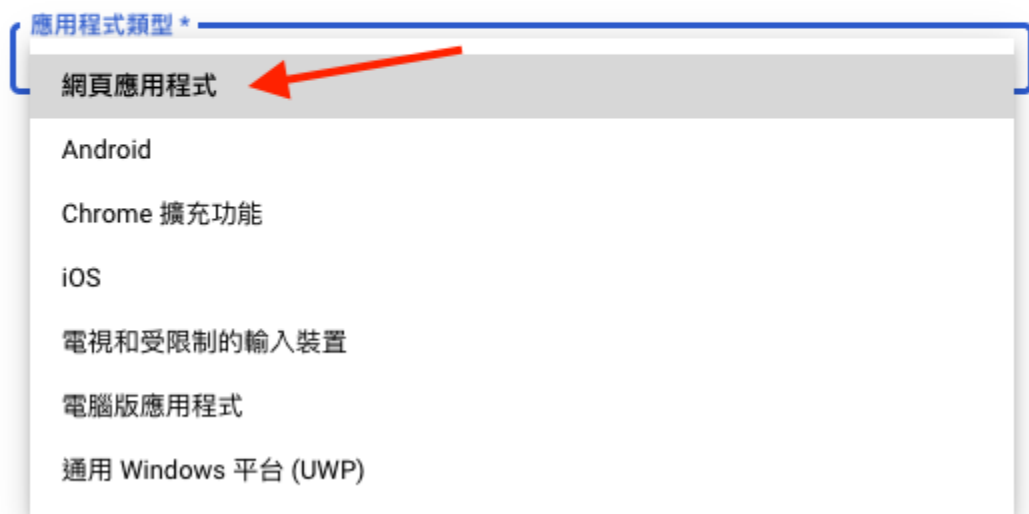 應用程式類型 *
網頁應用程式
Android
Chrome 擴充功能
iOS
電視和受限制的輸入裝置
電腦版應用程式
通用 Windows 平台 (UWP)